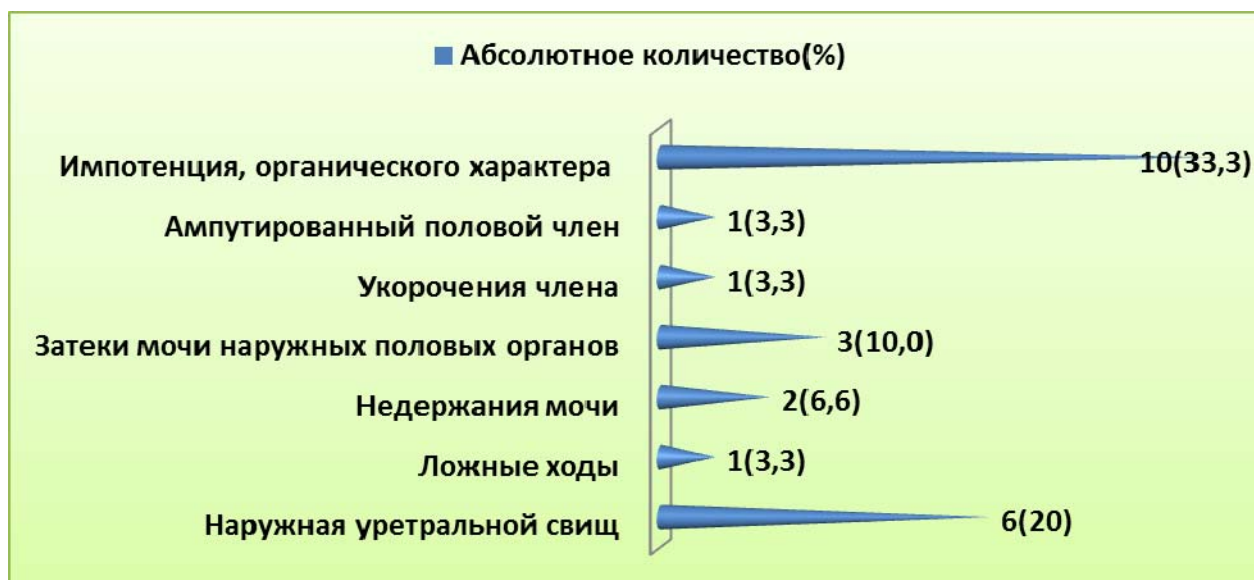 Абсолютное количество(%)
Импотенция, органического характера 10(33,3)
Ампутированный половой член 1(3,3)
Укорочения члена 1(3,3)
Затеки мочи наружных половых органов 3(10,0)
Недержания мочи 2(6,6)
Ложные ходы 1(3,3)
Наружная уретральной свищ 6(20)